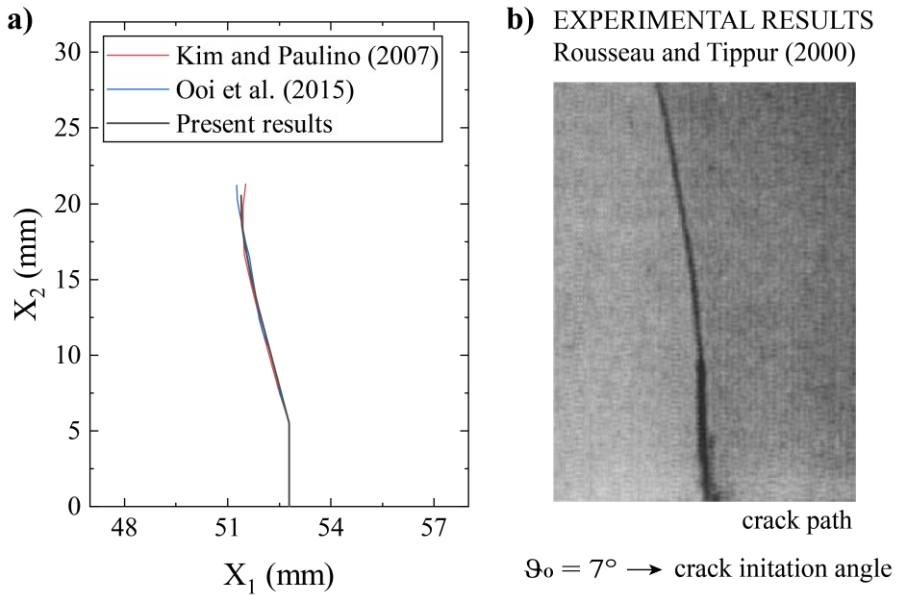 a)
30
25
20
15
10
5
0
X₂ (mm)
Kim and Paulino (2007)
Ooi et al. (2015)
Present results
48 51 54 57
X₁ (mm)
b) EXPERIMENTAL RESULTS
Rousseau and Tippur (2000)
crack path
ϑ₀ = 7° → crack initation angle